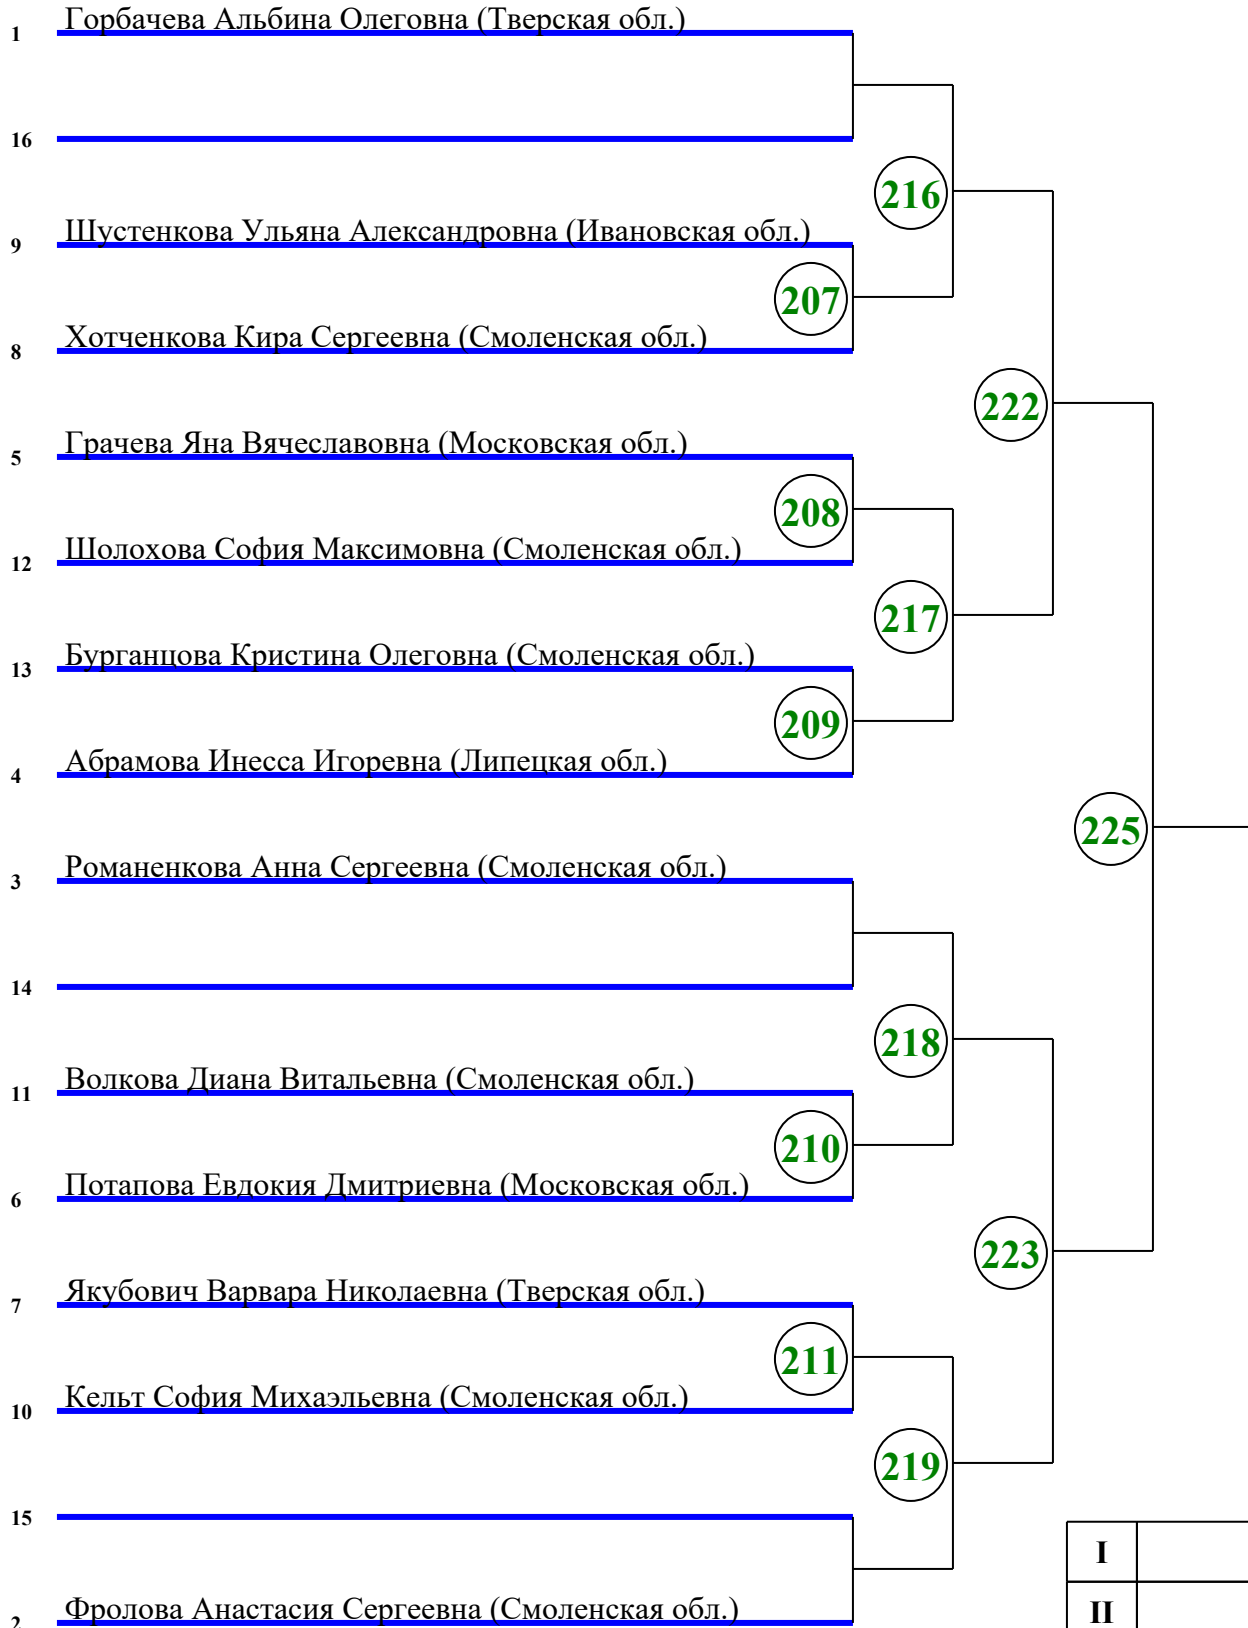 1 Горбачева Альбина Олеговна (Тверская обл.)
16
216
9 Шустенкова Ульяна Александровна (Ивановская обл.)
207
8 Хотченкова Кира Сергеевна (Смоленская обл.)
222
5 Грачева Яна Вячеславовна (Московская обл.)
208
12 Шолохова София Максимовна (Смоленская обл.)
217
13 Бурганцова Кристина Олеговна (Смоленская обл.)
209
4 Абрамова Инесса Игоревна (Липецкая обл.)
225
3 Романенкова Анна Сергеевна (Смоленская обл.)
14
218
11 Волкова Диана Витальевна (Смоленская обл.)
210
6 Потапова Евдокия Дмитриевна (Московская обл.)
223
7 Якубович Варвара Николаевна (Тверская обл.)
211
10 Кельт София Михаэльевна (Смоленская обл.)
219
15
I
2 Фролова Анастасия Сергеевна (Смоленская обл.)
II